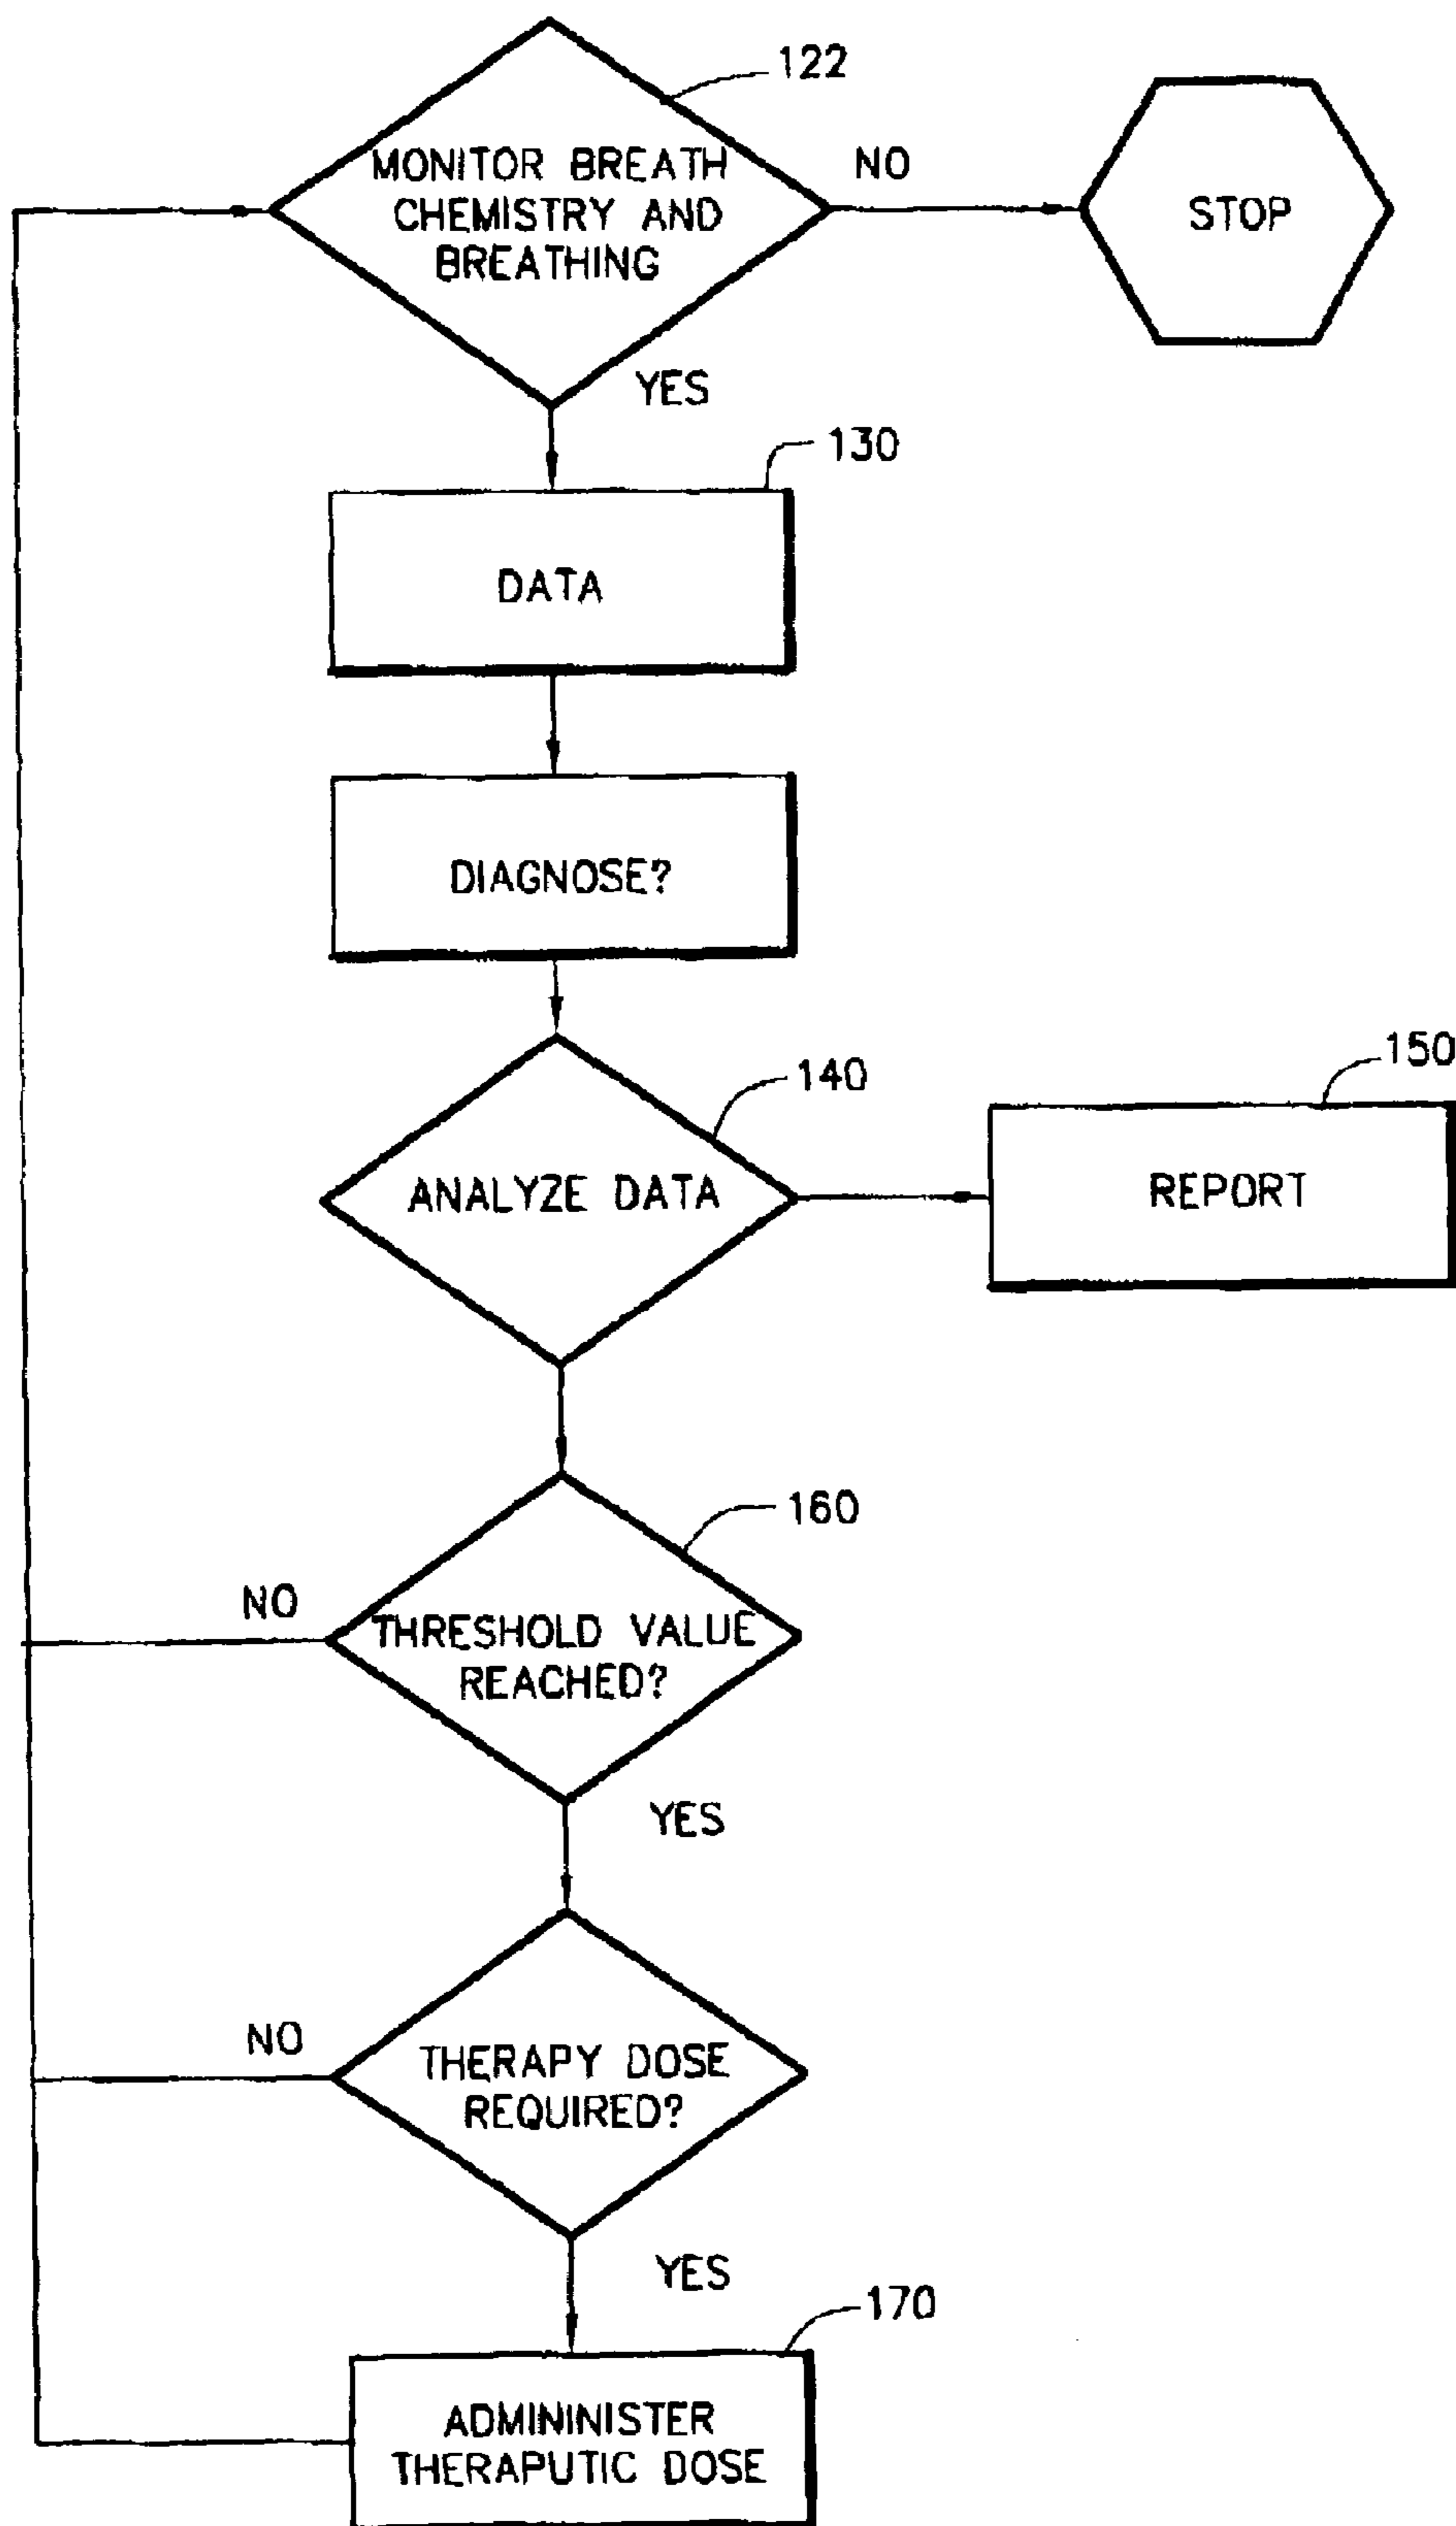 122
MONITOR BREATH
CHEMISTRY AND
BREATHING
NO
STOP
YES
130
DATA
DIAGNOSE?
140
ANALYZE DATA
150
REPORT
160
NO
THRESHOLD VALUE
REACHED?
YES
NO
THERAPY DOSE
REQUIRED?
YES
170
ADMININISTER
THERAPUTIC DOSE